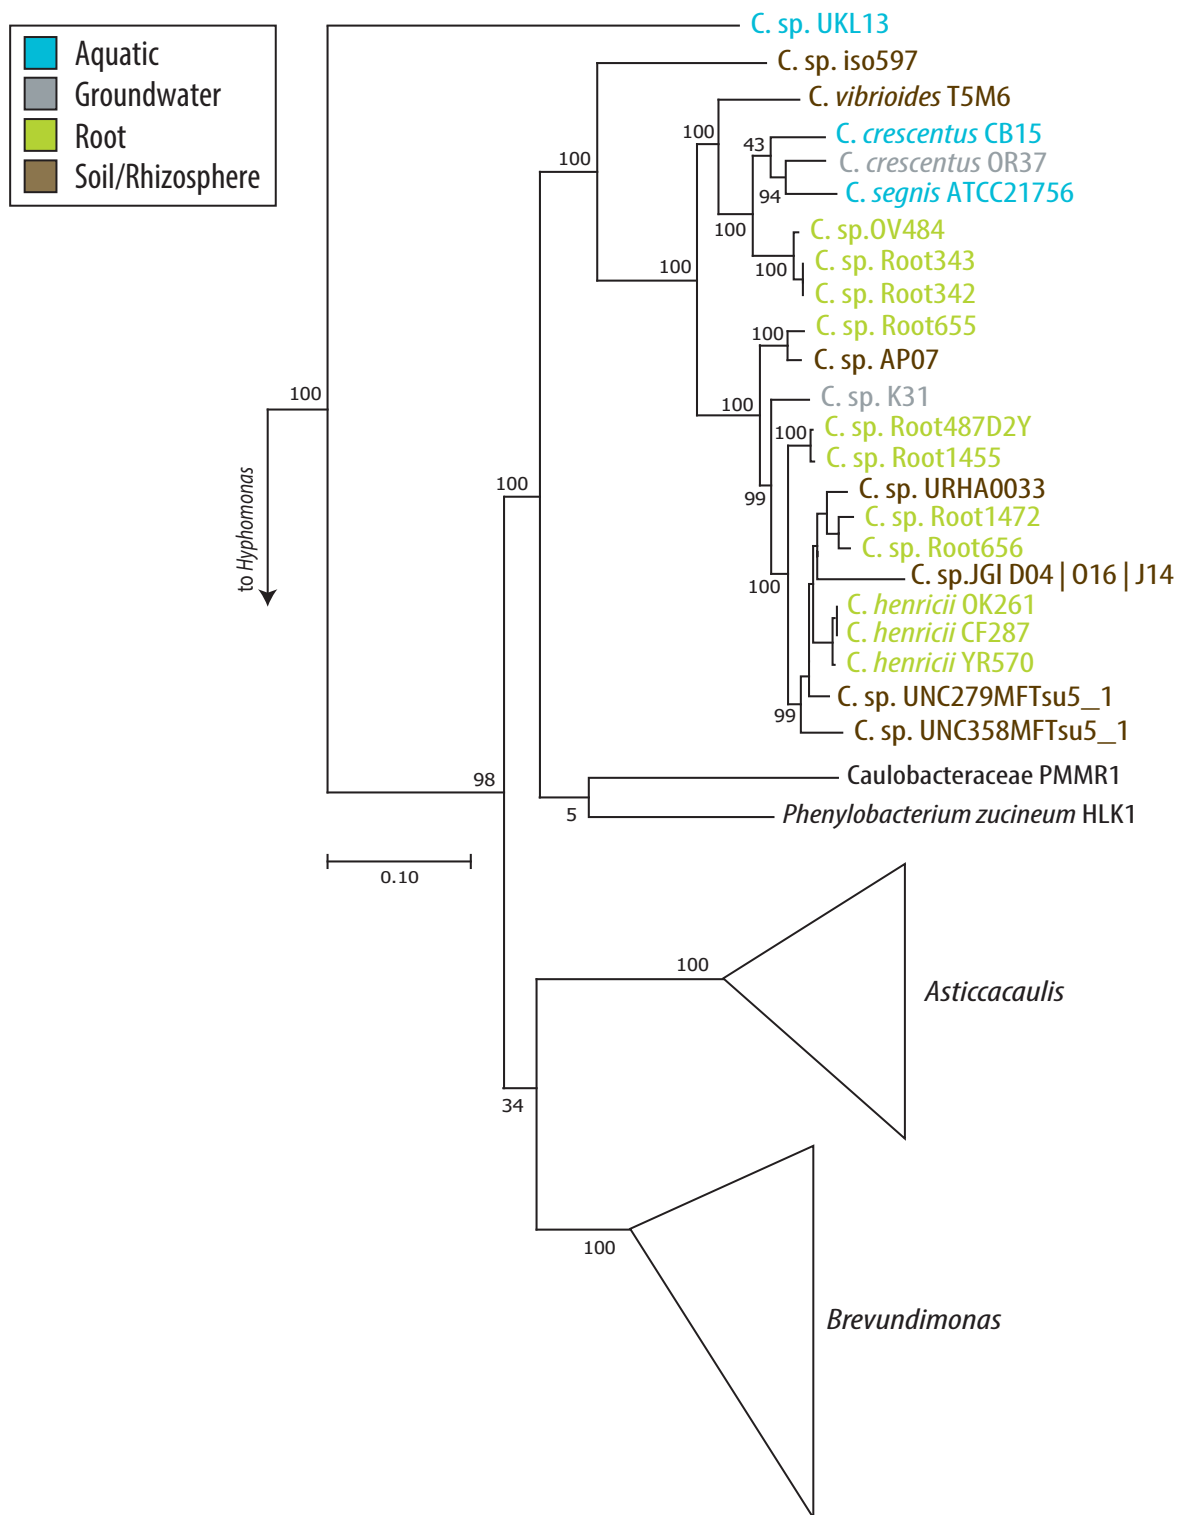 Aquatic
Groundwater
Root
Soil/Rhizosphere
C. sp. UKL13
C. sp. iso597
C. vibrioides T5M6
100
C. crescentus CB15
43
C. crescentus OR37
100
94
C. segnis ATCC21756
100
C. sp.OV484
C. sp. Root343
100
100
C. sp. Root342
C. sp. Root655
100
C. sp. AP07
100
C. sp. K31
100
C. sp. Root487D2Y
100
C. sp. Root1455
to Hyphomonas
100
C. sp. URHA0033
99
C. sp. Root1472
C. sp. Root656
C. sp.JGI D04 | O16 | J14
100
C. henricii OK261
C. henricii CF287
C. henricii YR570
C. sp. UNC279MFTsu5_1
99
C. sp. UNC358MFTsu5_1
98
Caulobacteraceae PMMR1
5
Phenylobacterium zucineum HLK1
0.10
100
Asticcacaulis
34
100
Brevundimonas